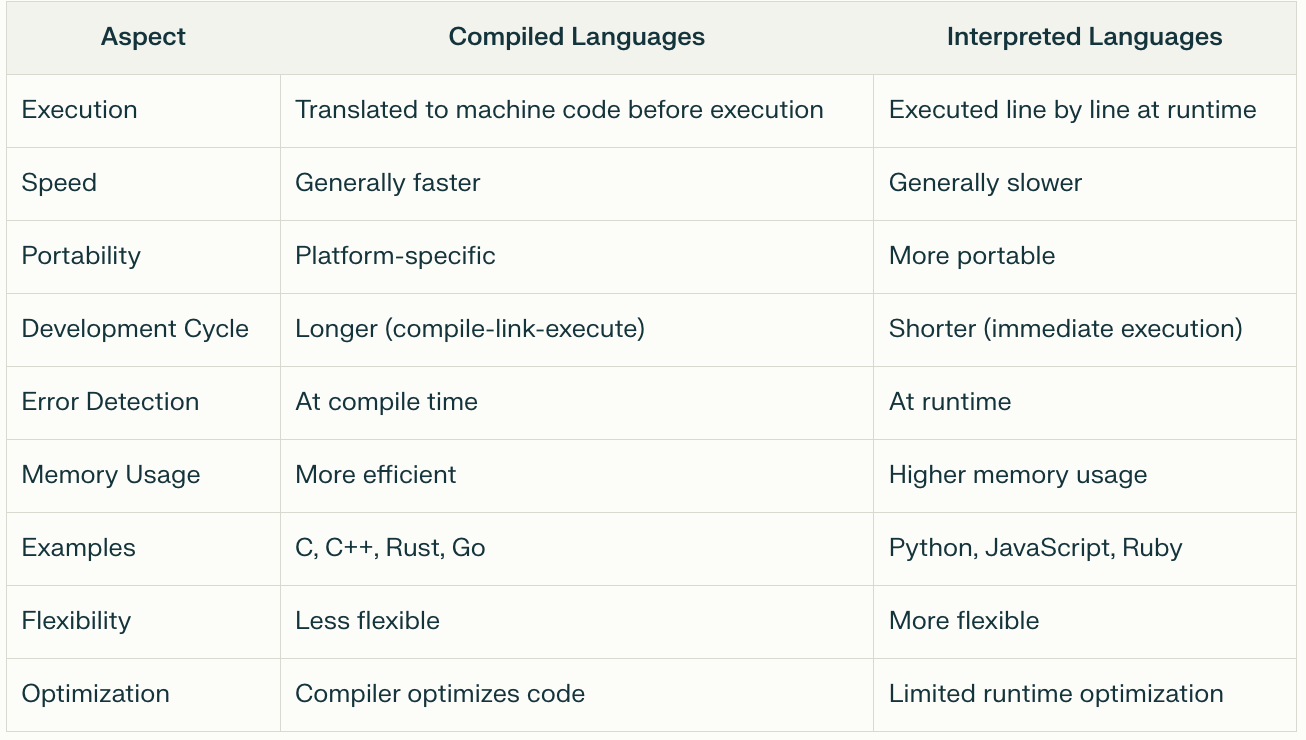 Aspect Compiled Languages Interpreted Languages
Execution Translated to machine code before execution Executed line by line at runtime
Speed Generally faster Generally slower
Portability Platform-specific More portable
Development Cycle Longer (compile-link-execute) Shorter (immediate execution)
Error Detection At compile time At runtime
Memory Usage More efficient Higher memory usage
Examples C, C++, Rust, Go Python, JavaScript, Ruby
Flexibility Less flexible More flexible
Optimization Compiler optimizes code Limited runtime optimization